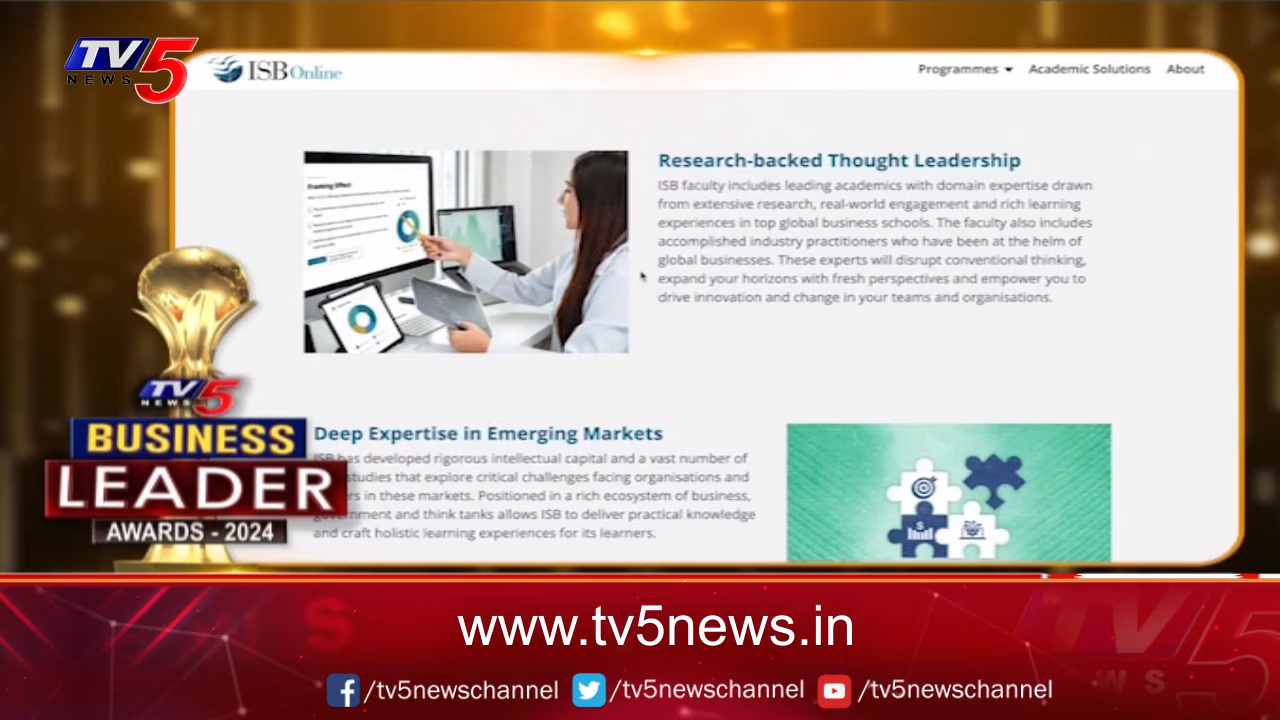 TV5
NEWS
ISBOnline
Programmes
Academic Solutions
About
Framing Effect
Research-backed Thought Leadership
ISB faculty includes leading academics with domain expertise drawn
from extensive research, real-world engagement and rich learning
experiences in top global business schools. The faculty also includes
accomplished industry practitioners who have been at the helm of
global businesses. These experts will disrupt conventional thinking,
expand your horizons with fresh perspectives and empower you to
drive innovation and change in your teams and organisations.
TV5
NEWS
BUSINESS
LEADER
AWARDS - 2024
Deep Expertise in Emerging Markets
ISB has developed rigorous intellectual capital and a vast number of
studies that explore critical challenges facing organisations and
in these markets. Positioned in a rich ecosystem of business,
government and think tanks allows ISB to deliver practical knowledge
and craft holistic learning experiences for its learners.
www.tv5news.in
/tv5newschannel
/tv5newschannel
/tv5newschannel